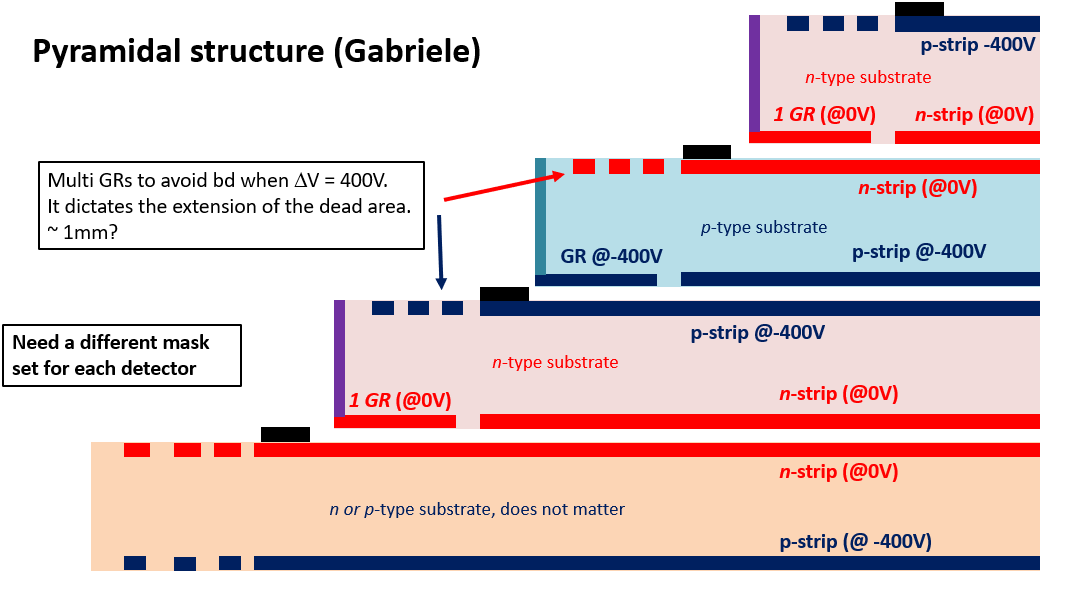 Pyramidal structure (Gabriele)
p-strip -400V
n-type substrate
1 GR (@0V)
n-strip (@0V)
Multi GRs to avoid bd when ΔV = 400V.
It dictates the extension of the dead area.
~ 1mm?
n-strip (@0V)
p-type substrate
GR @-400V
p-strip @-400V
Need a different mask
set for each detector
p-strip @-400V
n-type substrate
1 GR (@0V)
n-strip (@0V)
n-strip (@0V)
n or p-type substrate, does not matter
p-strip (@ -400V)